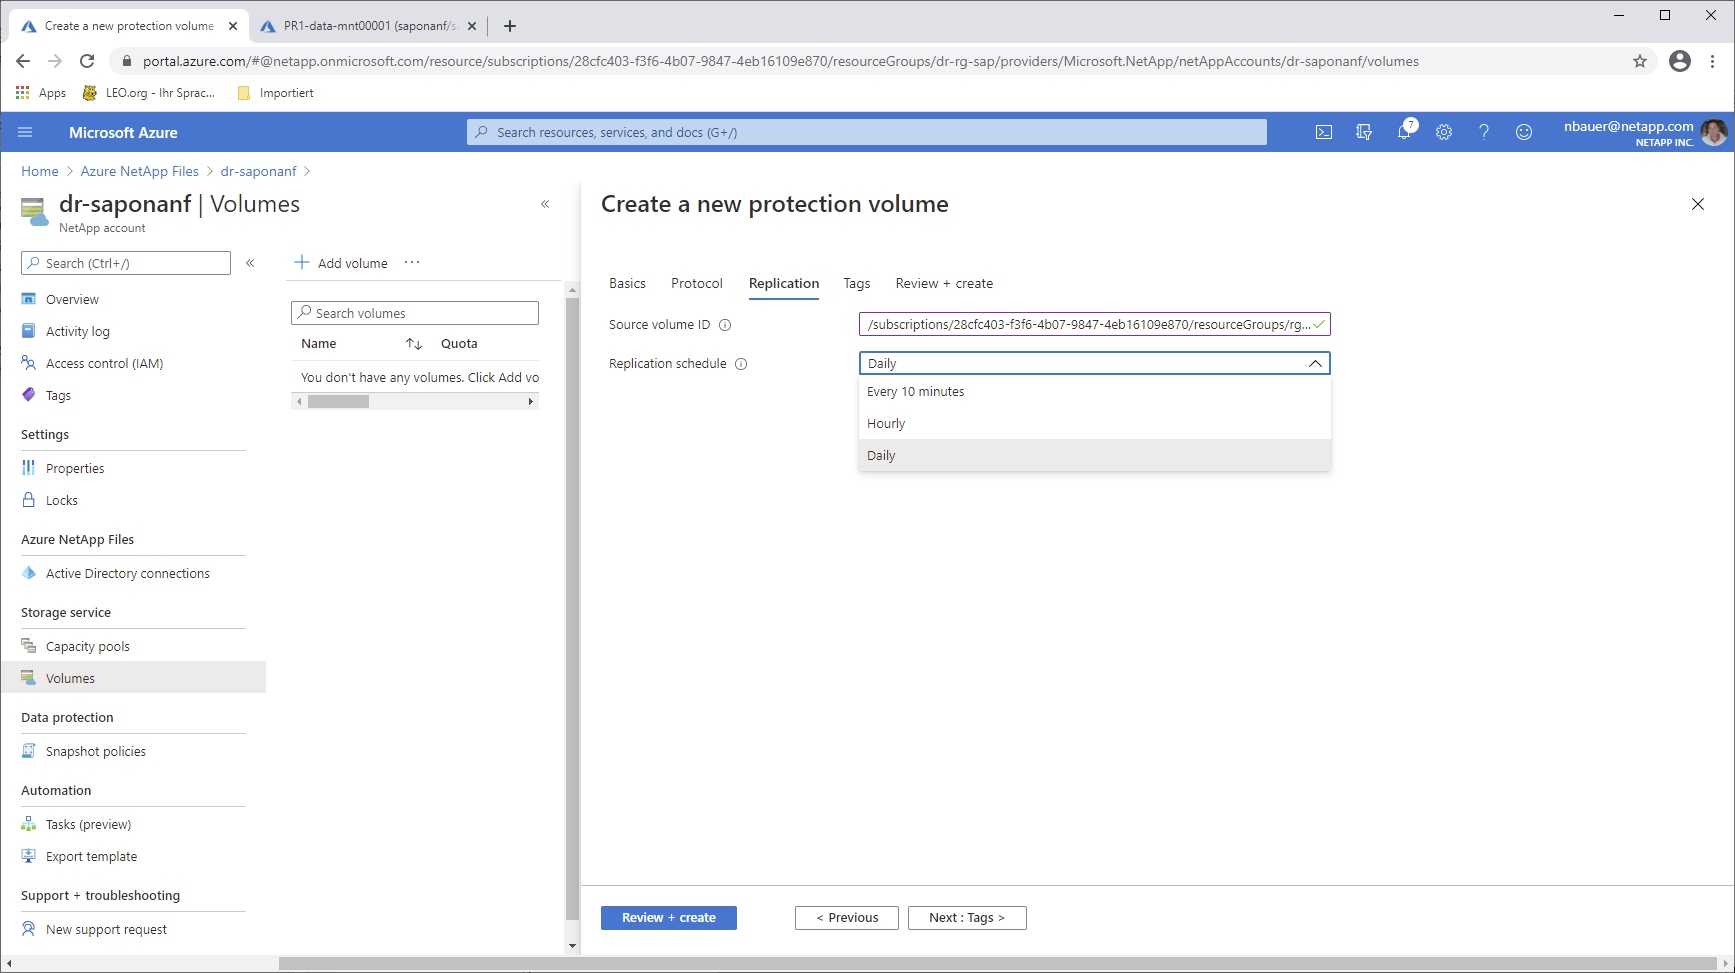 Create a new protection volume
PR1-data-mnt00001 (saponanf/s
portal.azure.com/#@netapp.onmicrosoft.com/resource/subscriptions/28cfc403-f3f6-4b07-9847-4eb16109e870/resourceGroups/dr-rg-sap/providers/Microsoft.NetApp/netAppAccounts/dr-saponanf/volumes
Apps
LEO.org - Ihr Sprac...
Importiert
Microsoft Azure
Search resources, services, and docs (G+/)
7
nbauer@netapp.com
NETAPP INC.
Home > Azure NetApp Files > dr-saponanf >
dr-saponanf | Volumes
NetApp account
Search (Ctrl+/)
Overview
Activity log
Access control (IAM)
Tags
Settings
Properties
Locks
Azure NetApp Files
Active Directory connections
Storage service
Capacity pools
Volumes
Data protection
Snapshot policies
Automation
Tasks (preview)
Export template
Support + troubleshooting
New support request
Add volume
Search volumes
Name Quota
You don't have any volumes. Click Add vo
Create a new protection volume
Basics Protocol Replication Tags Review + create
Source volume ID
/subscriptions/28cfc403-f3f6-4b07-9847-4eb16109e870/resourceGroups/rg...
Replication schedule
Daily
Every 10 minutes
Hourly
Daily
Review + create
< Previous
Next : Tags >